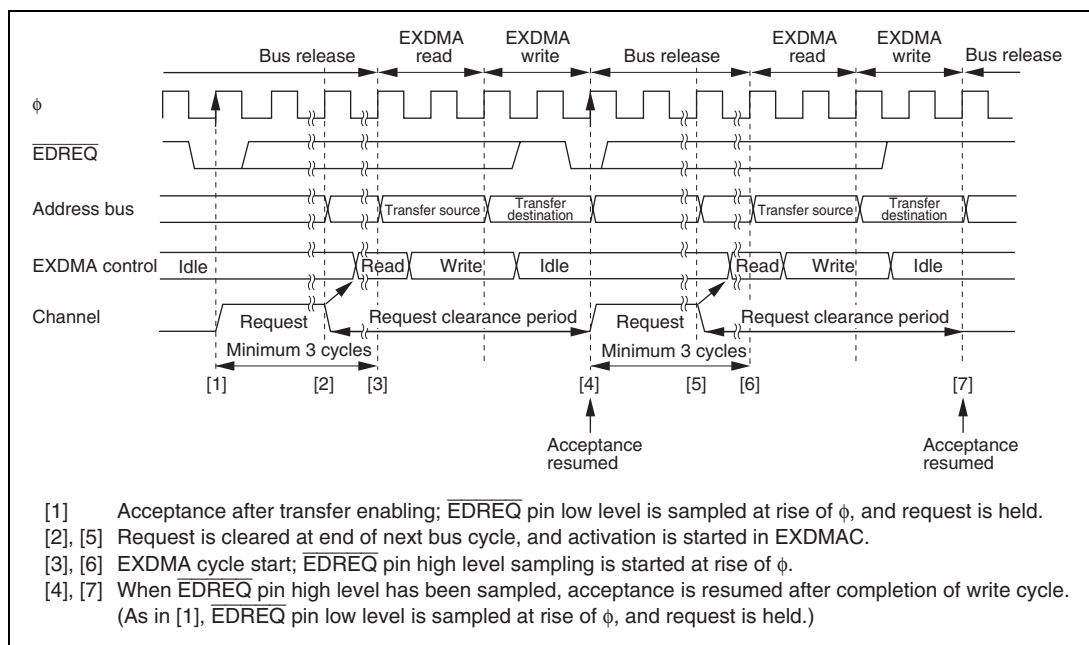 Bus release
EXDMA read
EXDMA write
Bus release
EXDMA read
EXDMA write
Bus release
ϕ
EDREQ
Address bus
Transfer source
Transfer destination
Transfer source
Transfer destination
EXDMA control
Idle
Read
Write
Idle
Read
Write
Idle
Channel
Request
Request clearance period
Request
Request clearance period
Minimum 3 cycles
Minimum 3 cycles
[1]
[2]
[3]
[4]
[5]
[6]
[7]
Acceptance resumed
Acceptance resumed
[1] Acceptance after transfer enabling; EDREQ pin low level is sampled at rise of ϕ, and request is held.
[2], [5] Request is cleared at end of next bus cycle, and activation is started in EXDMAC.
[3], [6] EXDMA cycle start; EDREQ pin high level sampling is started at rise of ϕ.
[4], [7] When EDREQ pin high level has been sampled, acceptance is resumed after completion of write cycle.
(As in [1], EDREQ pin low level is sampled at rise of ϕ, and request is held.)